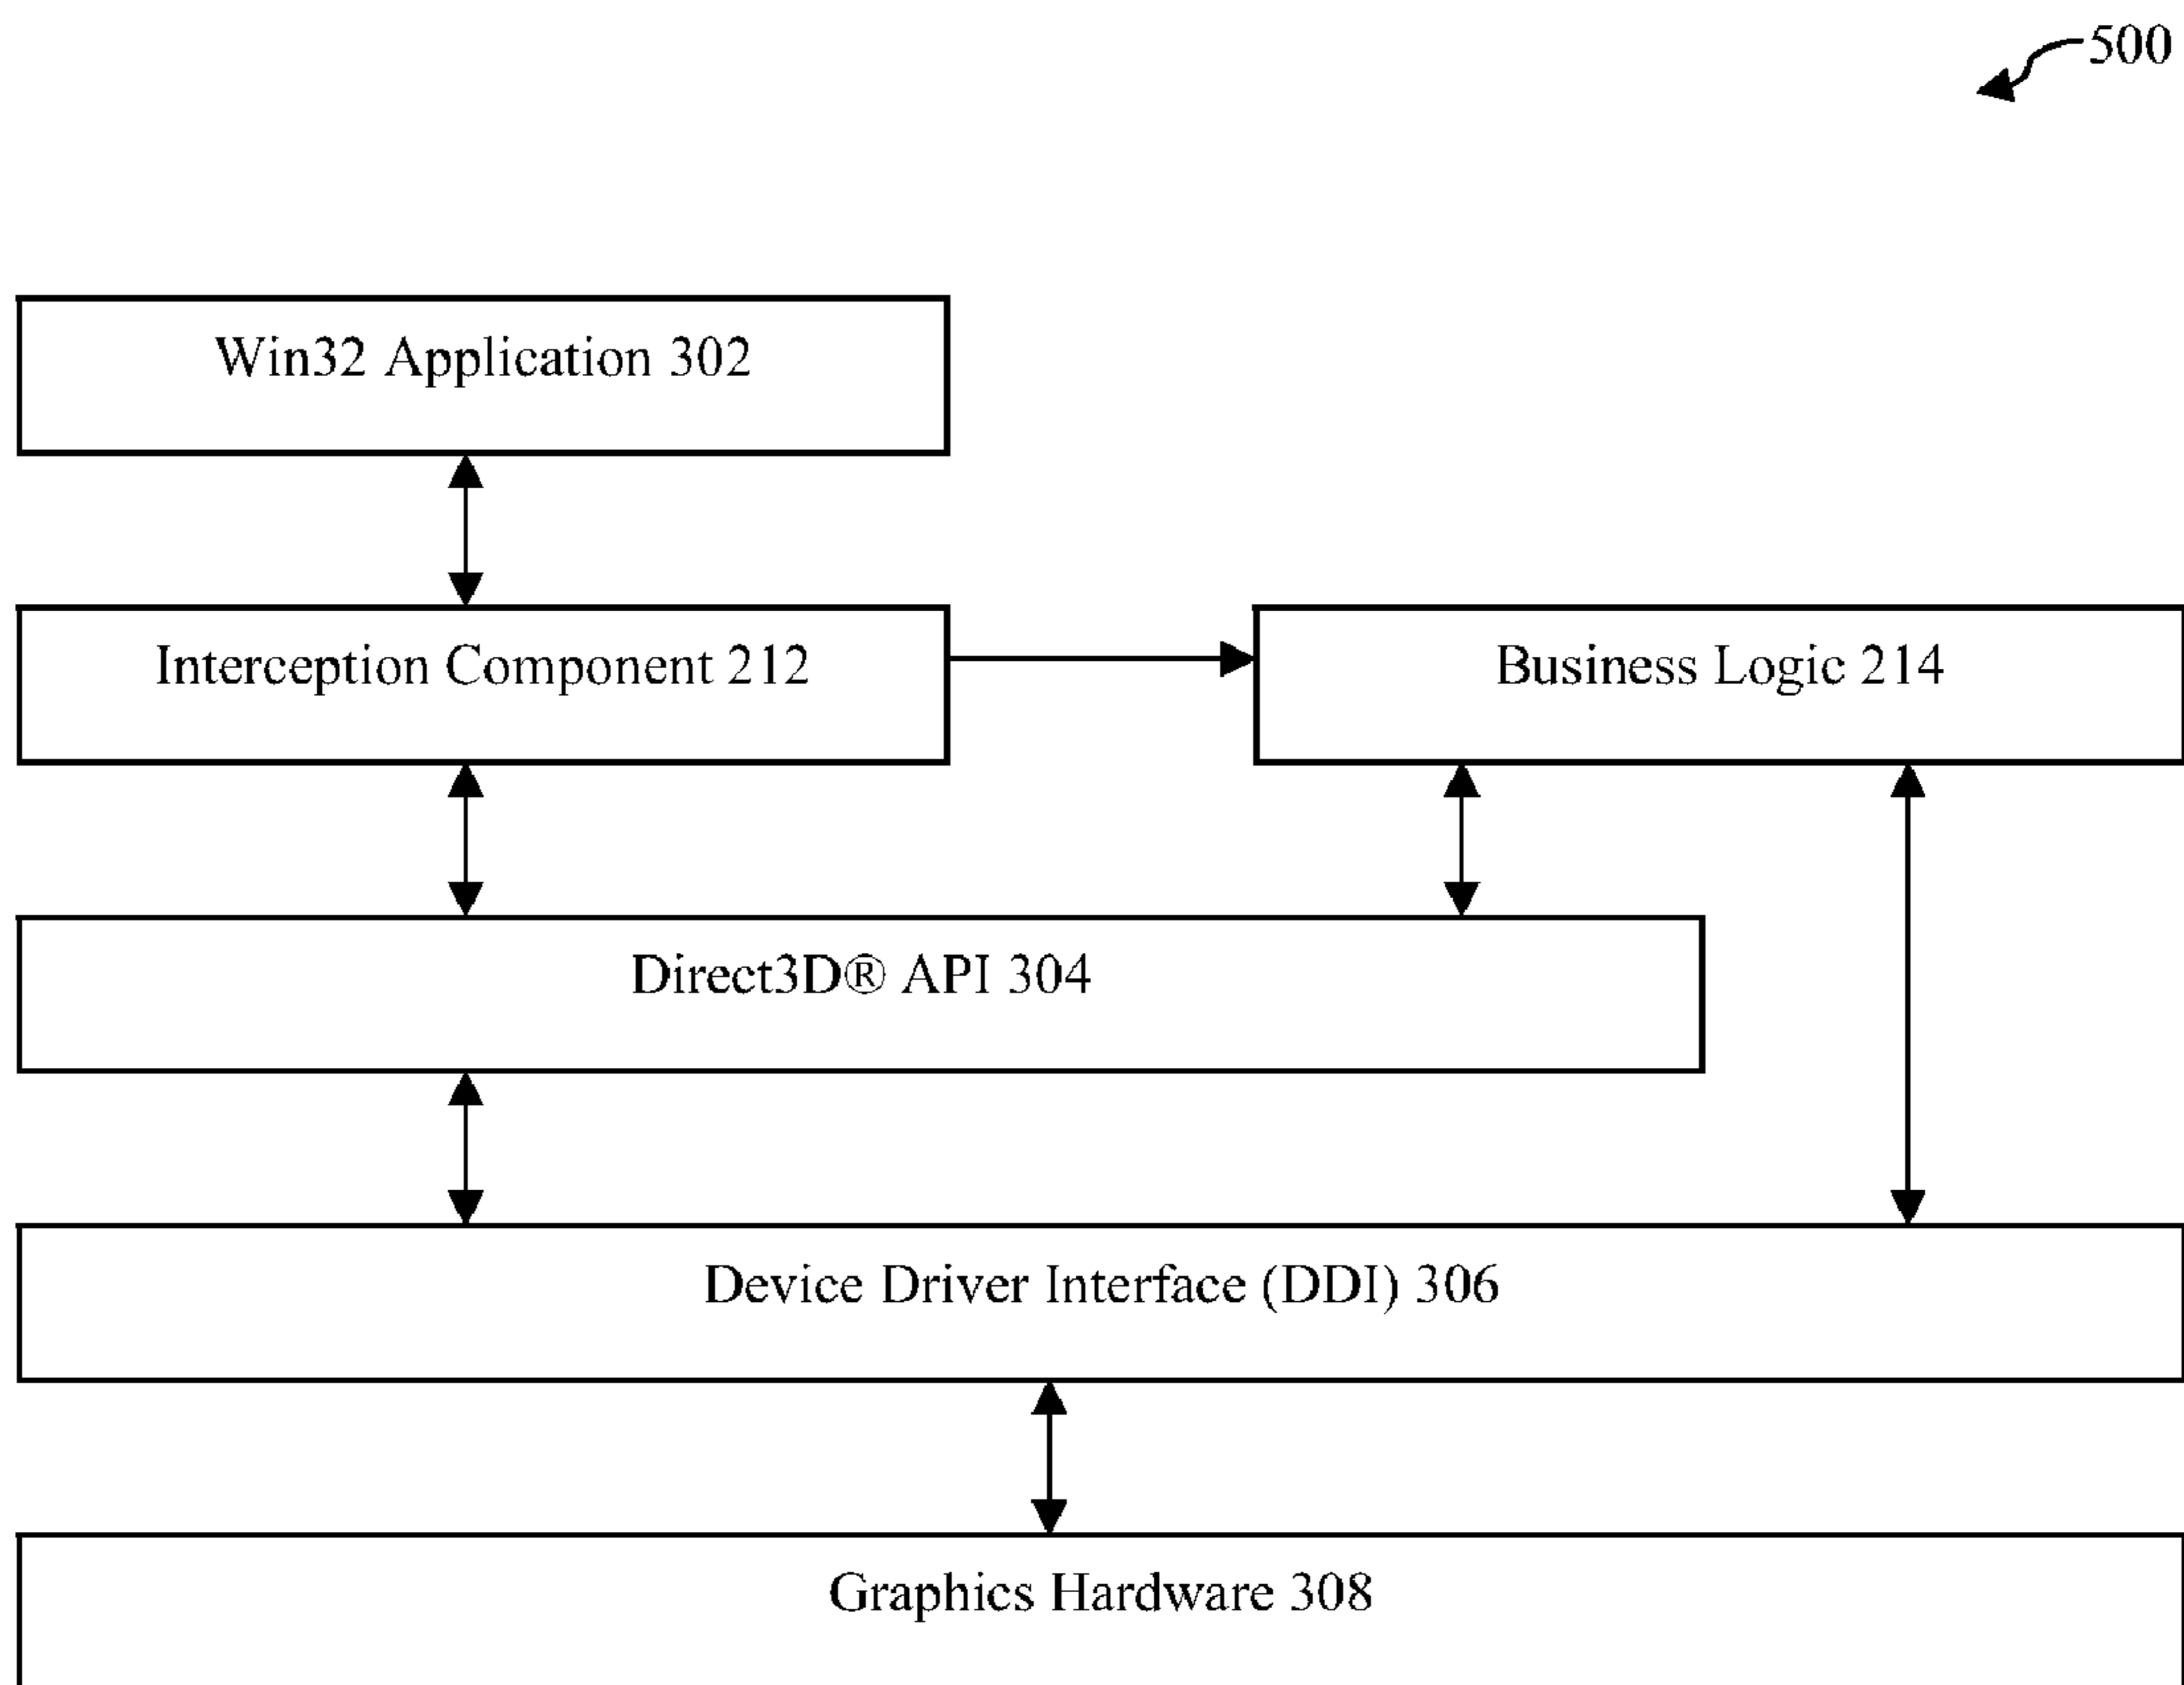 500
Win32 Application 302
Interception Component 212
Business Logic 214
Direct3D® API 304
Device Driver Interface (DDI) 306
Graphics Hardware 308